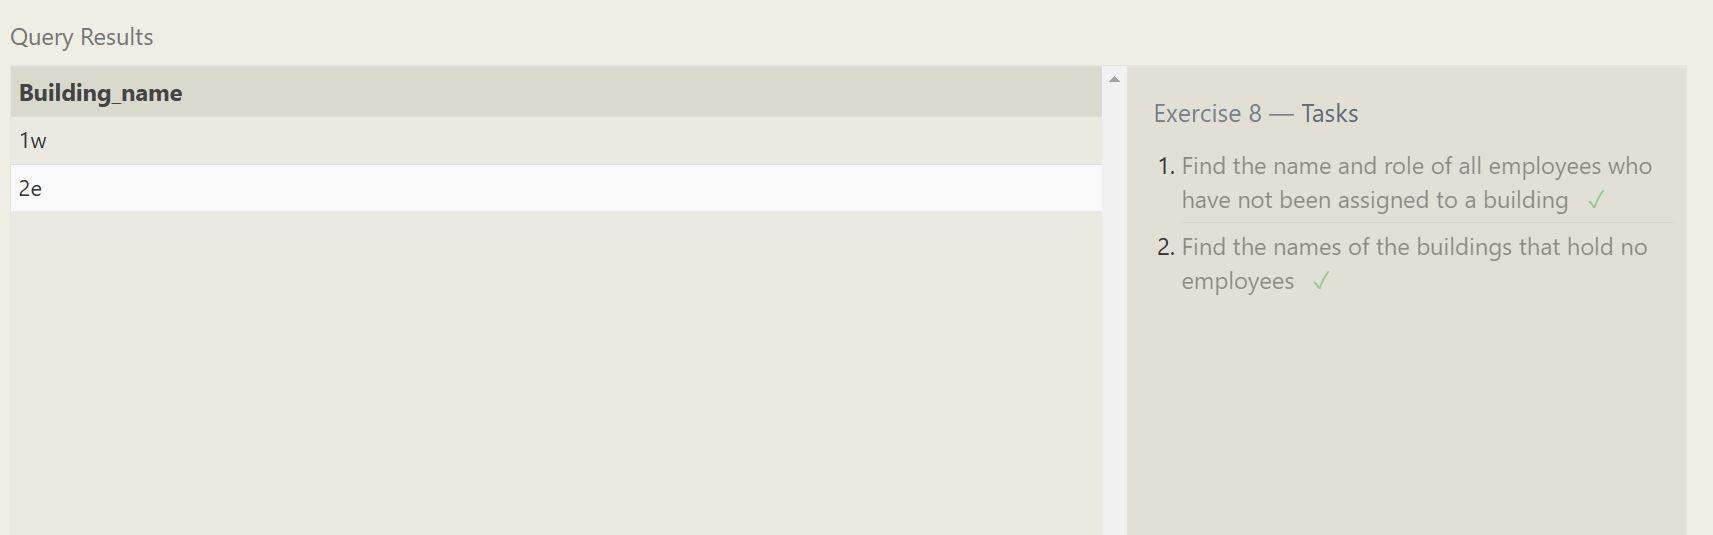 Query Results
Building_name
1w
2e
Exercise 8 — Tasks
1. Find the name and role of all employees who
have not been assigned to a building ✓
2. Find the names of the buildings that hold no
employees ✓